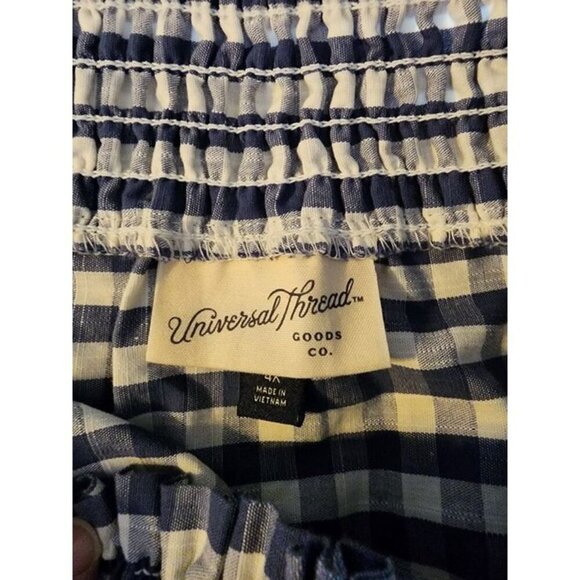 Universal Thread™
GOODS
CO.
4X
MADE IN
VIETNAM